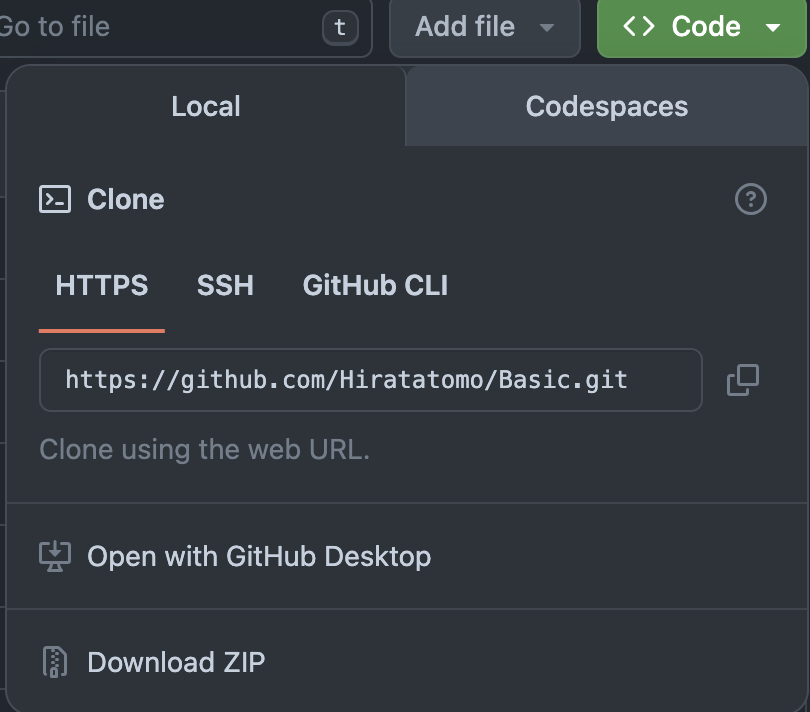 Go to file t Add file Code
Local Codespaces
Clone
HTTPS SSH GitHub CLI
https://github.com/Hiratatomo/Basic.git
Clone using the web URL.
Open with GitHub Desktop
Download ZIP